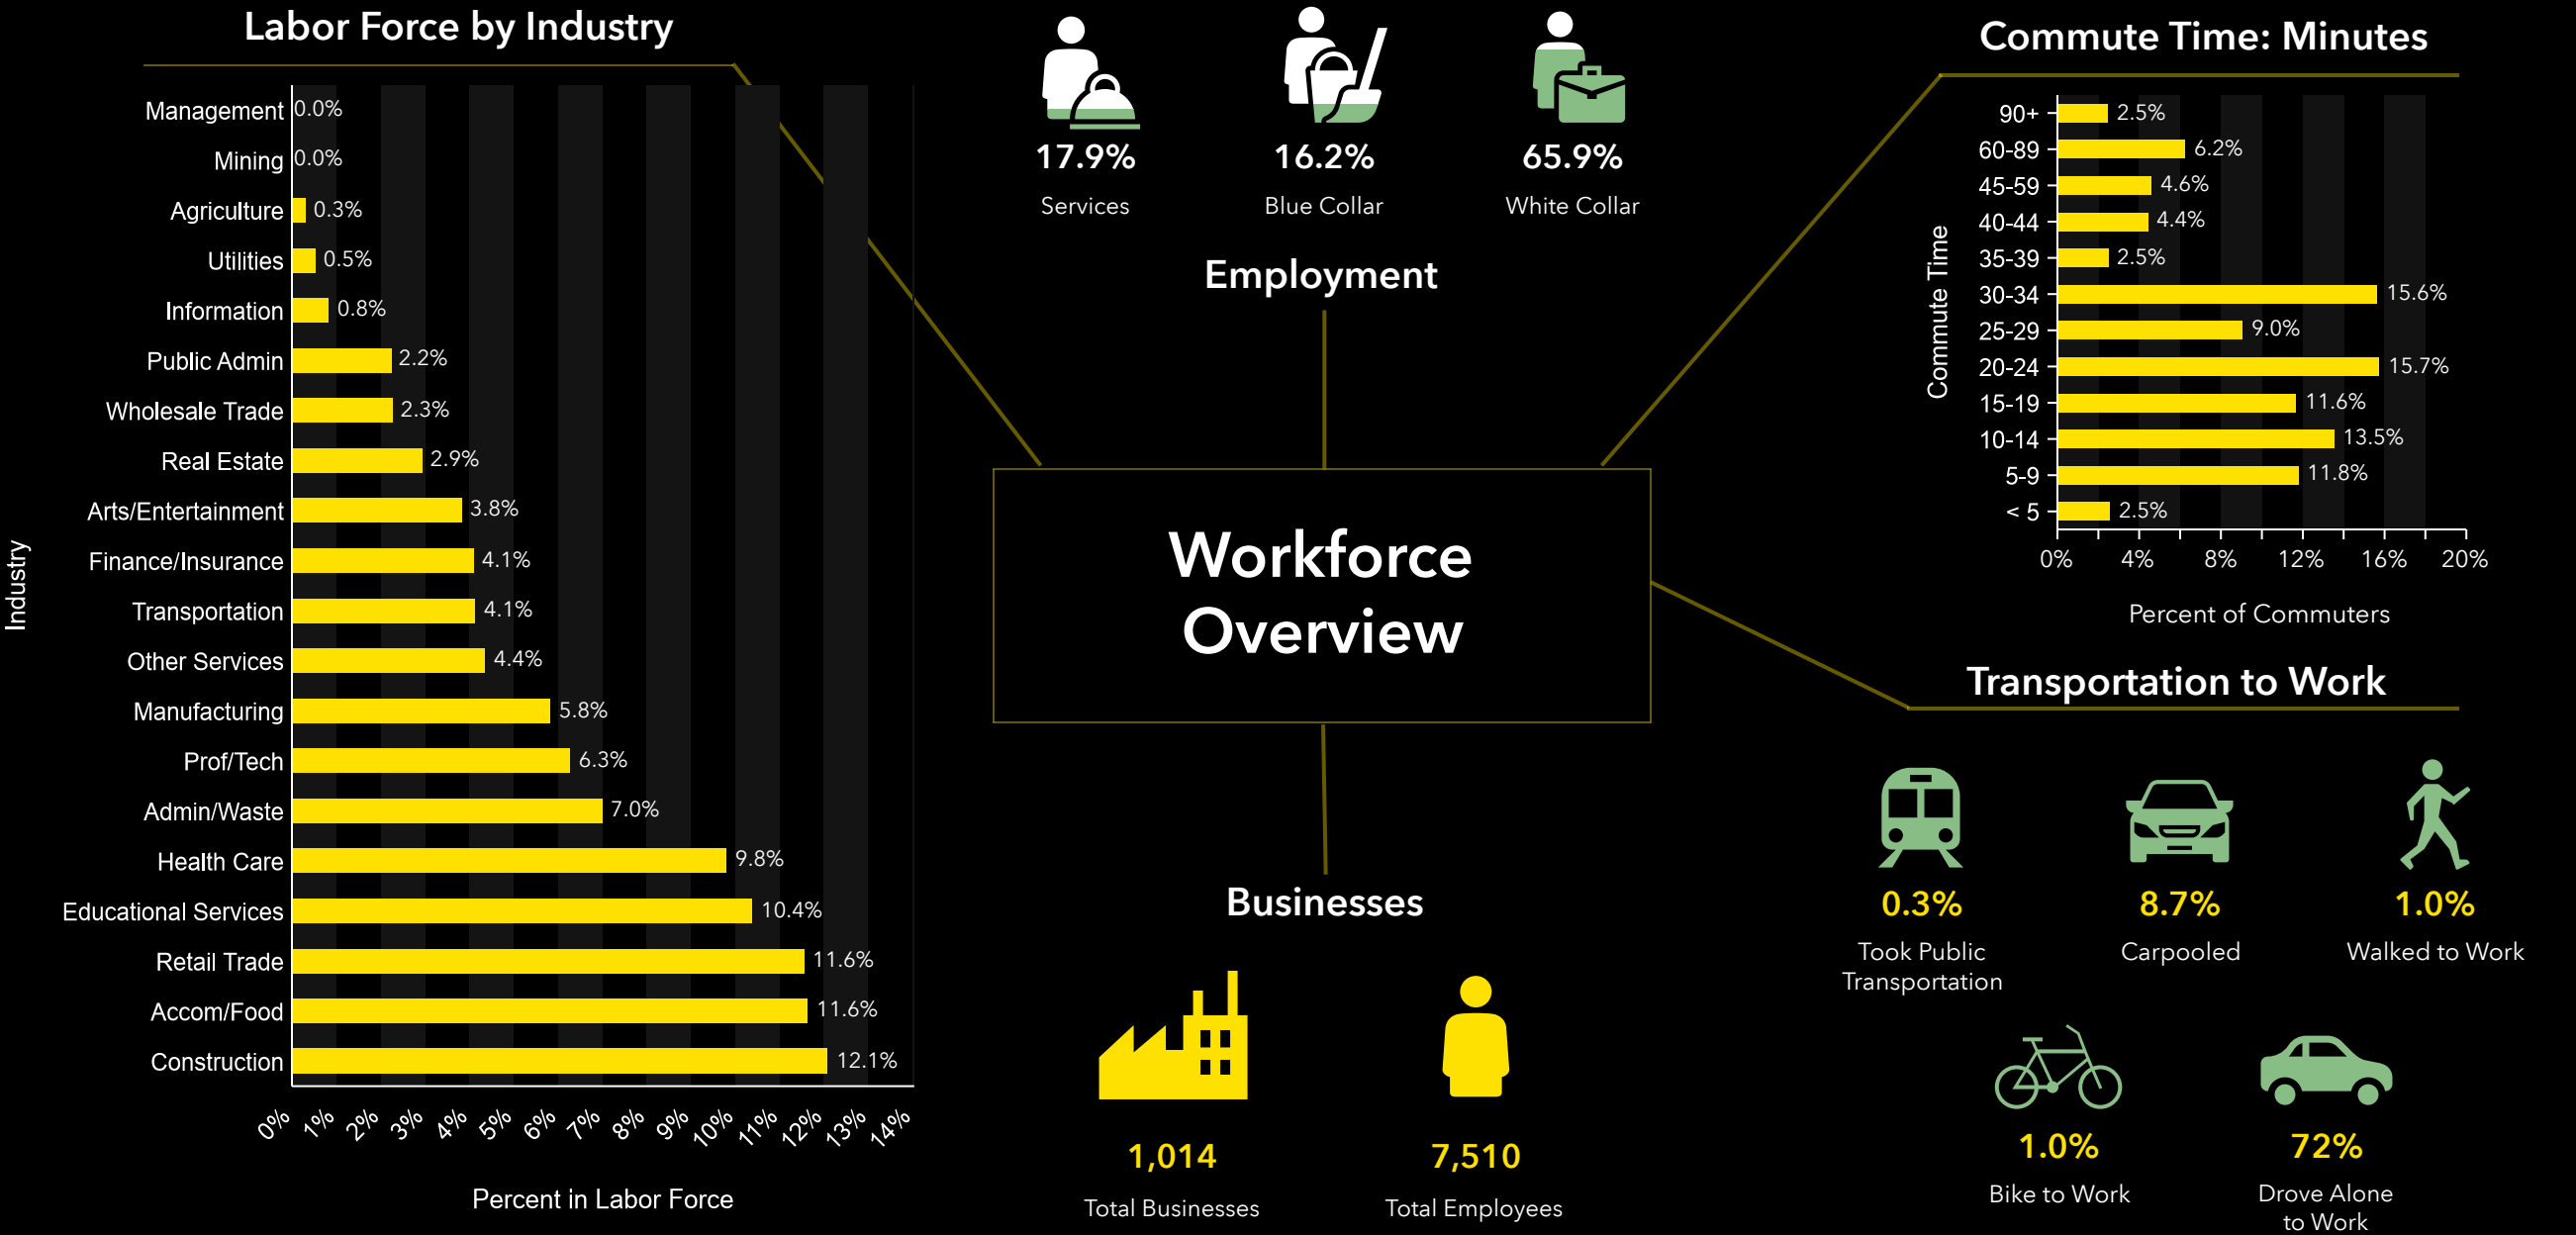 Labor Force by Industry
Industry
Management 0.0%
Mining 0.0%
Agriculture 0.3%
Utilities 0.5%
Information 0.8%
Public Admin 2.2%
Wholesale Trade 2.3%
Real Estate 2.9%
Arts/Entertainment 3.8%
Finance/Insurance 4.1%
Transportation 4.1%
Other Services 4.4%
Manufacturing 5.8%
Prof/Tech 6.3%
Admin/Waste 7.0%
Health Care 9.8%
Educational Services 10.4%
Retail Trade 11.6%
Accom/Food 11.6%
Construction 12.1%
0% 1% 2% 3% 4% 5% 6% 7% 8% 9% 10% 11% 12% 13% 14%
Percent in Labor Force
17.9% 16.2% 65.9%
Services Blue Collar White Collar
Employment
Workforce
Overview
Businesses
1,014 7,510
Total Businesses Total Employees
Commute Time: Minutes
Commute Time
90+ 2.5%
60-89 6.2%
45-59 4.6%
40-44 4.4%
35-39 2.5%
30-34 15.6%
25-29 9.0%
20-24 15.7%
15-19 11.6%
10-14 13.5%
5-9 11.8%
< 5 2.5%
0% 4% 8% 12% 16% 20%
Percent of Commuters
Transportation to Work
0.3% 8.7% 1.0%
Took Public Carpooled Walked to Work
Transportation
1.0% 72%
Bike to Work Drove Alone
to Work